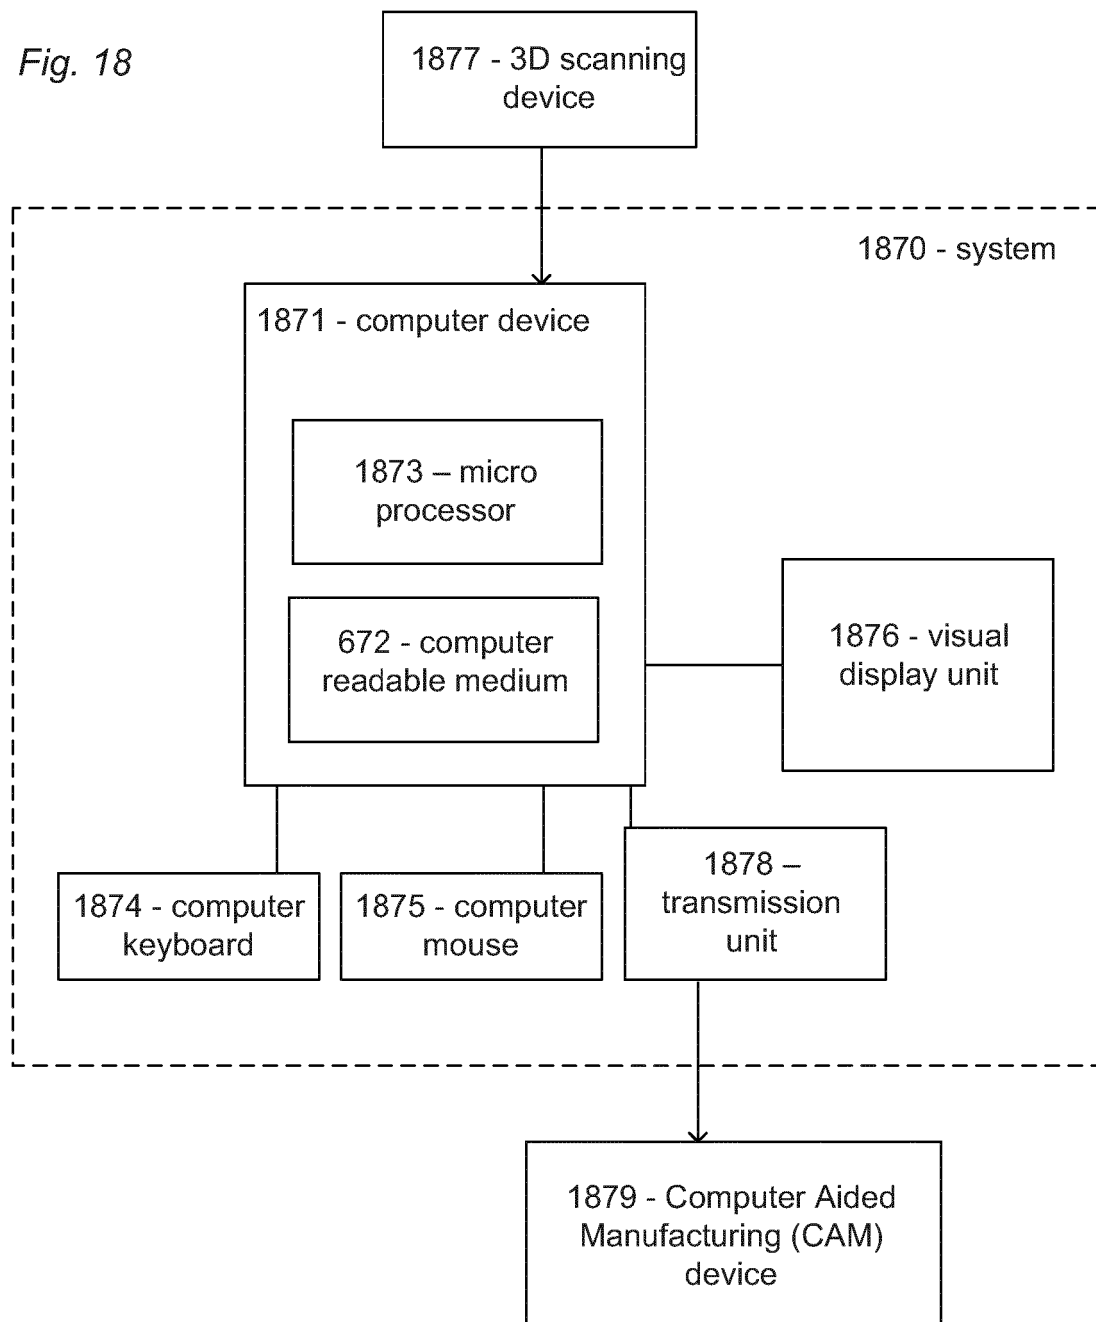 Fig. 18
1877 - 3D scanning
device
1870 - system
1871 - computer device
1873 – micro
processor
672 - computer
readable medium
1876 - visual
display unit
1874 - computer
keyboard
1875 - computer
mouse
1878 –
transmission
unit
1879 - Computer Aided
Manufacturing (CAM)
device